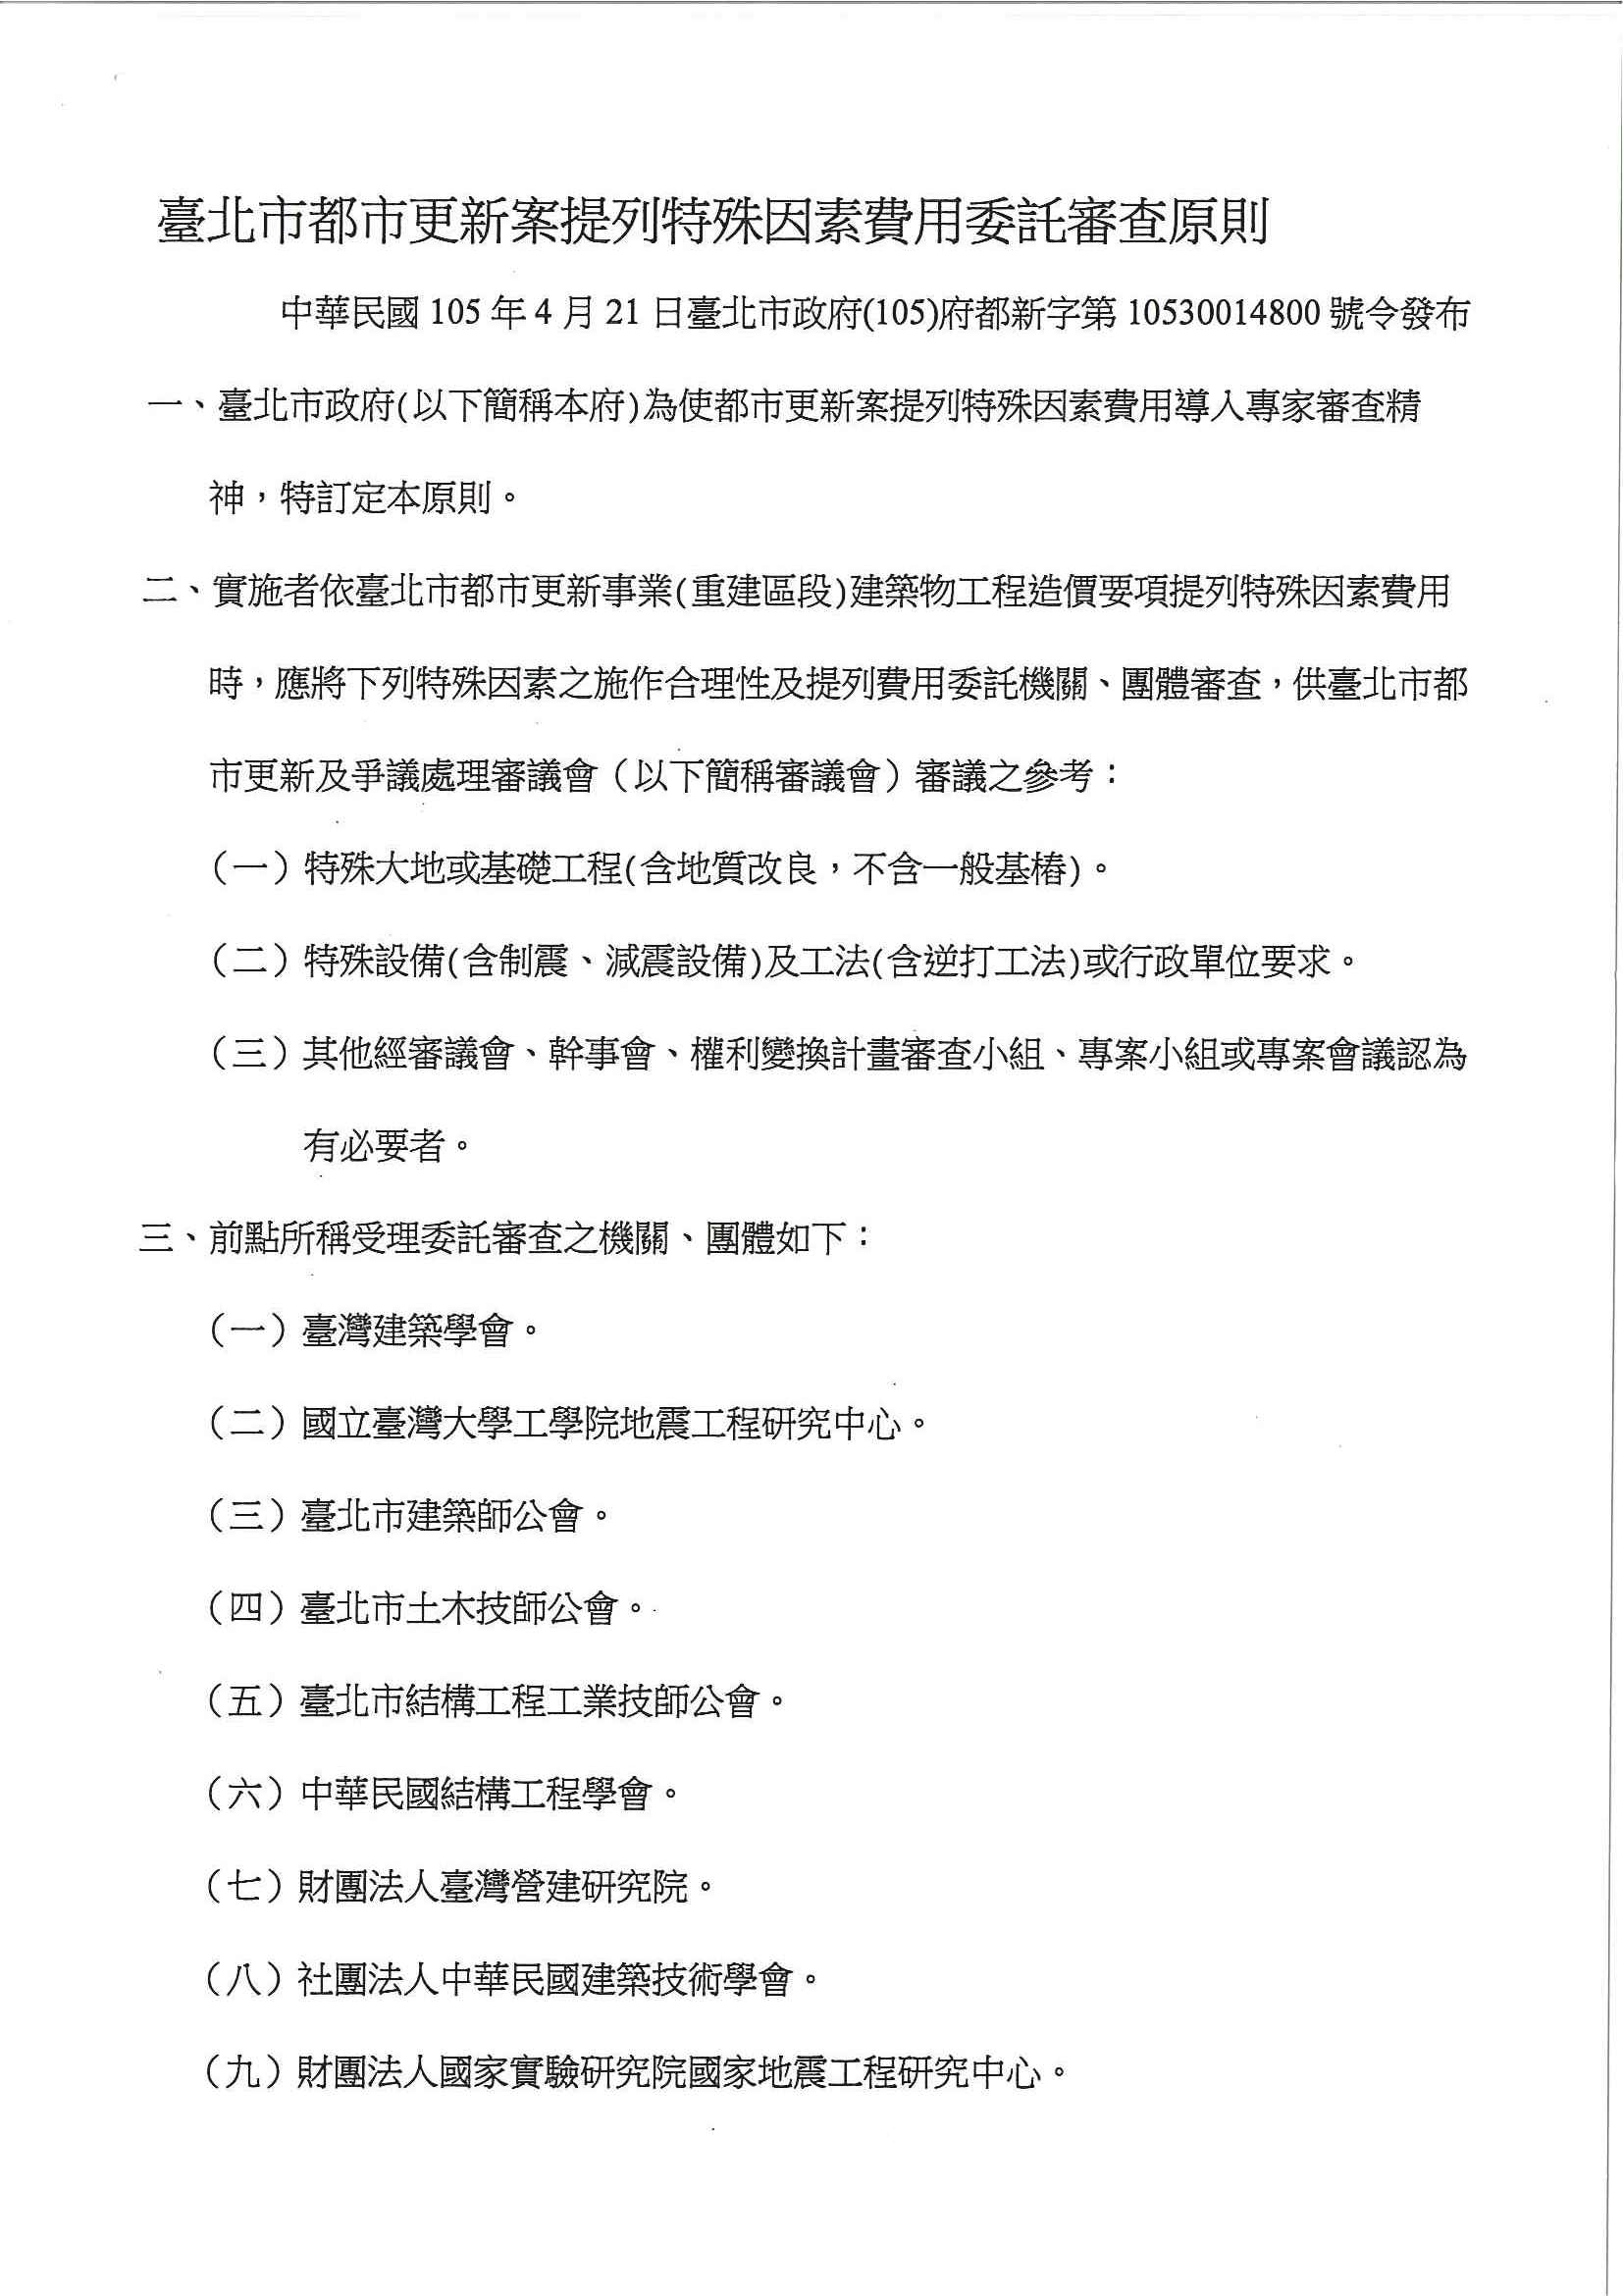 臺北市都市更新案提列特殊因素費用委託審查原則
中華民國 105 年 4 月 21 日臺北市政府(105)府都新字第 10530014800 號令發布
一、臺北市政府(以下簡稱本府)為使都市更新案提列特殊因素費用導入專家審查精
神，特訂定本原則。
二、實施者依臺北市都市更新事業(重建區段)建築物工程造價要項提列特殊因素費用
時，應將下列特殊因素之施作合理性及提列費用委託機關、團體審查，供臺北市都
市更新及爭議處理審議會（以下簡稱審議會）審議之參考：
（一）特殊大地或基礎工程(含地質改良，不含一般基樁)。
（二）特殊設備(含制震、減震設備)及工法(含逆打工法)或行政單位要求。
（三）其他經審議會、幹事會、權利變換計畫審查小組、專案小組或專案會議認為
有必要者。
三、前點所稱受理委託審查之機關、團體如下：
（一）臺灣建築學會。
（二）國立臺灣大學工學院地震工程研究中心。
（三）臺北市建築師公會。
（四）臺北市土木技師公會。
（五）臺北市結構工程工業技師公會。
（六）中華民國結構工程學會。
（七）財團法人臺灣營建研究院。
（八）社團法人中華民國建築技術學會。
（九）財團法人國家實驗研究院國家地震工程研究中心。